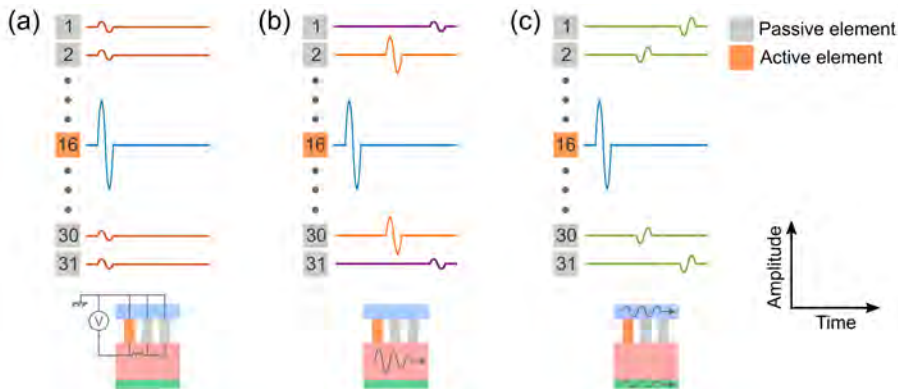 (a)
1
2
16
30
31
V
(b)
1
2
16
30
31
(c)
1
2
16
30
31
Passive element
Active element
Amplitude
Time